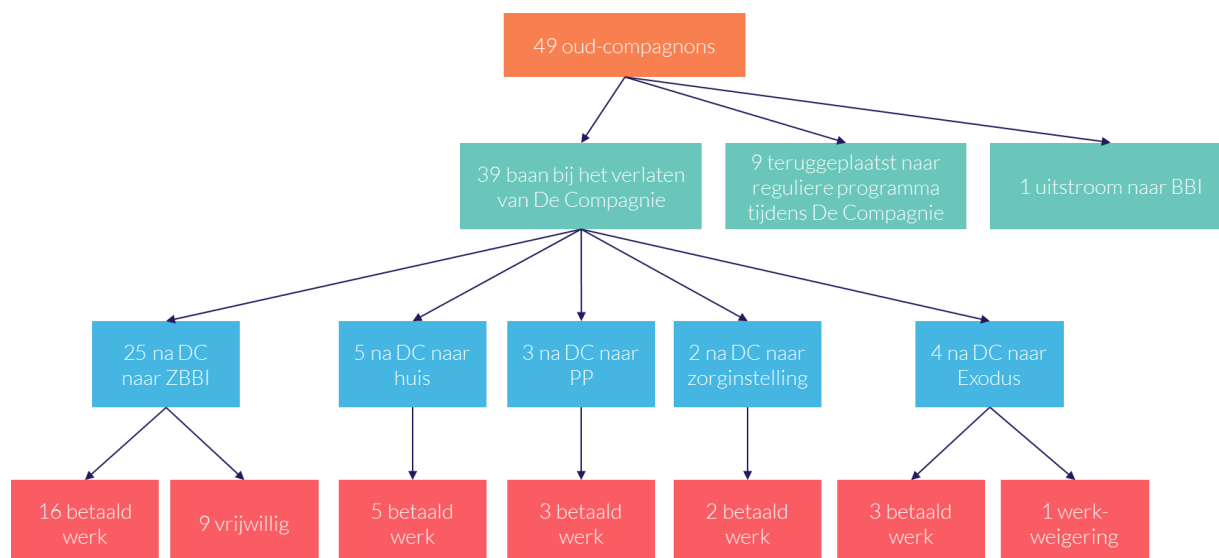 49 oud-compagnons
39 baan bij het verlaten
van De Compagnie
9 teruggeplaatst naar
reguliere programma
tijdens De Compagnie
1 uitstroom naar BBI
25 na DC
naar ZBBI
5 na DC naar
huis
3 na DC naar
PP
2 na DC naar
zorginstelling
4 na DC naar
Exodus
16 betaald
werk
9 vrijwillig
5 betaald
werk
3 betaald
werk
2 betaald
werk
3 betaald
werk
1 werk-
weigering